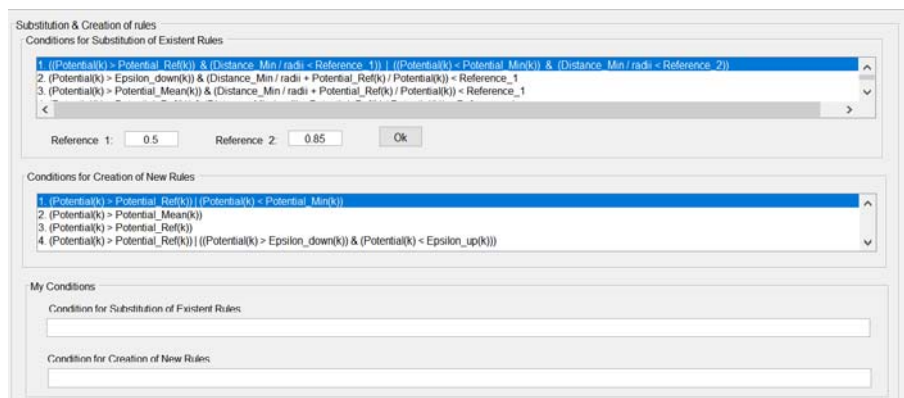 Substitution & Creation of rules
Conditions for Substitution of Existent Rules
1. ((Potential(k) > Potential_Ref(k)) & (Distance_Min / radii < Reference_1)) | ((Potential(k) < Potential_Min(k)) & (Distance_Min / radii < Reference_2))
2. (Potential(k) > Epsilon_down(k)) & (Distance_Min / radii + Potential_Ref(k) / Potential(k)) < Reference_1
3. (Potential(k) > Potential_Mean(k)) & (Distance_Min / radii + Potential_Ref(k) / Potential(k)) < Reference_1
Reference 1: 0.5 Reference 2: 0.85 Ok
Conditions for Creation of New Rules
1. (Potential(k) > Potential_Ref(k)) | (Potential(k) < Potential_Min(k))
2. (Potential(k) > Potential_Mean(k))
3. (Potential(k) > Potential_Ref(k))
4. (Potential(k) > Potential_Ref(k)) | ((Potential(k) > Epsilon_down(k)) & (Potential(k) < Epsilon_up(k)))
My Conditions
Condition for Substitution of Existent Rules
Condition for Creation of New Rules